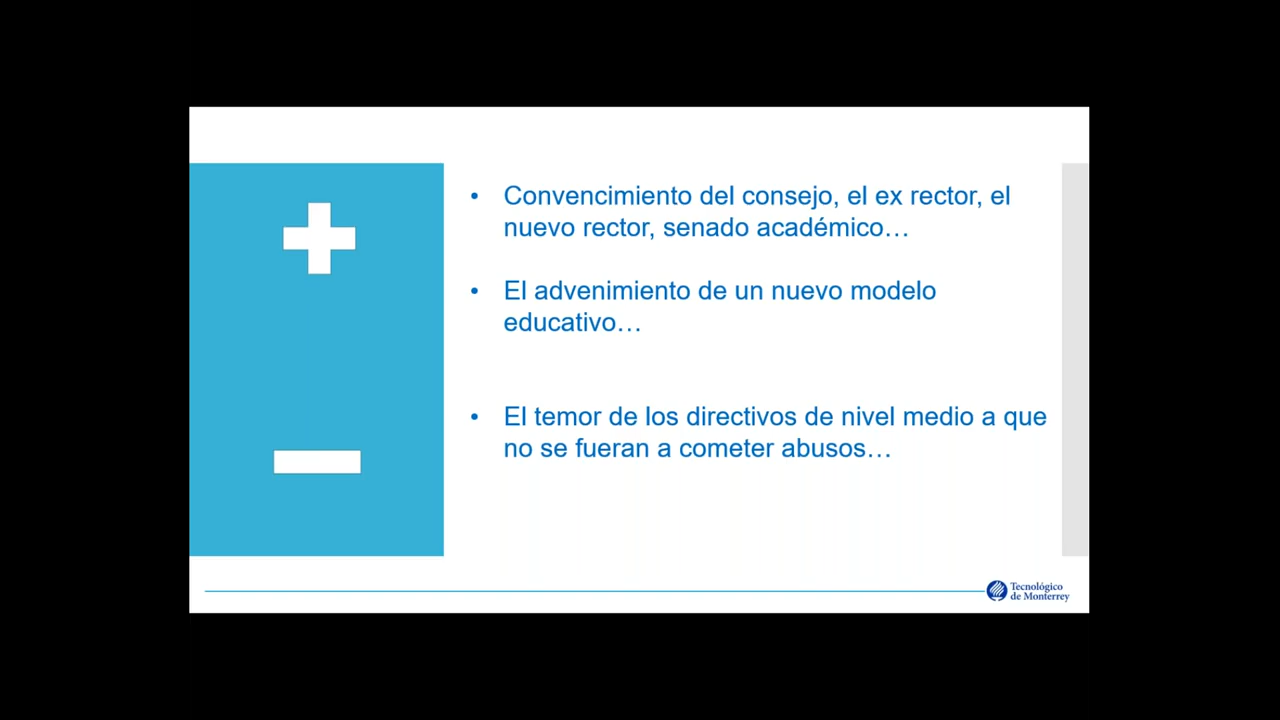 • Convencimiento del consejo, el ex rector, el
nuevo rector, senado académico…
• El advenimiento de un nuevo modelo
educativo…
• El temor de los directivos de nivel medio a que
no se fueran a cometer abusos…
Tecnológico
de Monterrey